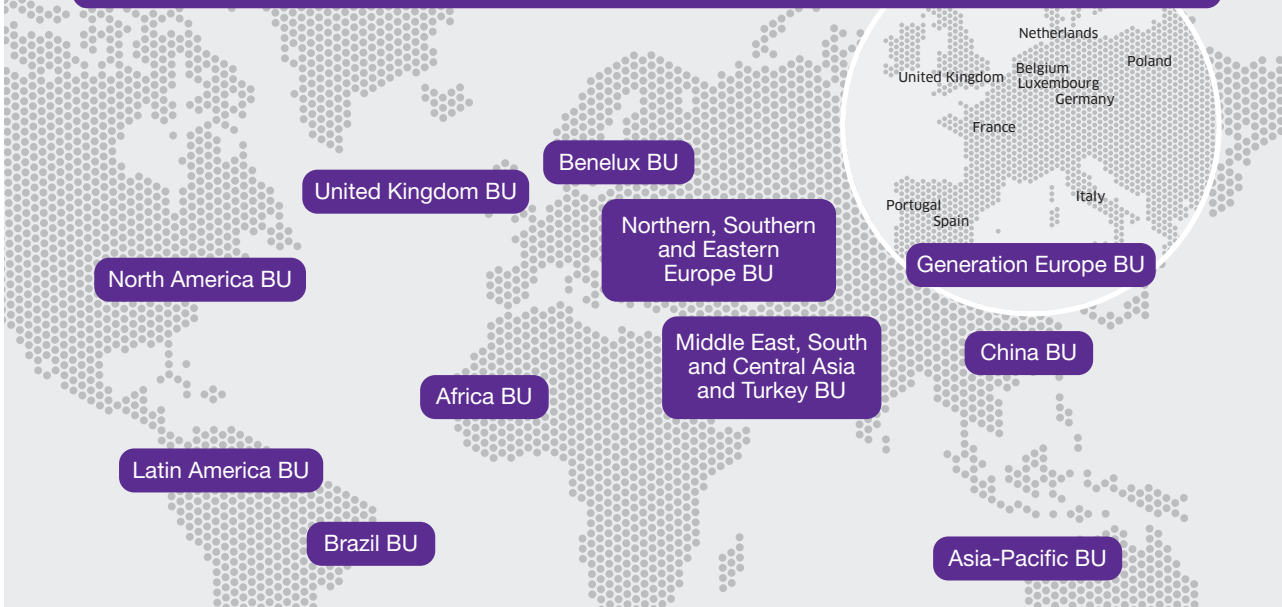 Netherlands
Poland
Belgium
United Kingdom
Luxembourg
Germany
France
Benelux BU
United Kingdom BU
Italy
Portugal
Spain
Northern, Southern
and Eastern
Europe BU
Generation Europe BU
North America BU
Middle East, South
and Central Asia
and Turkey BU
China BU
Africa BU
Latin America BU
Brazil BU
Asia-Pacific BU